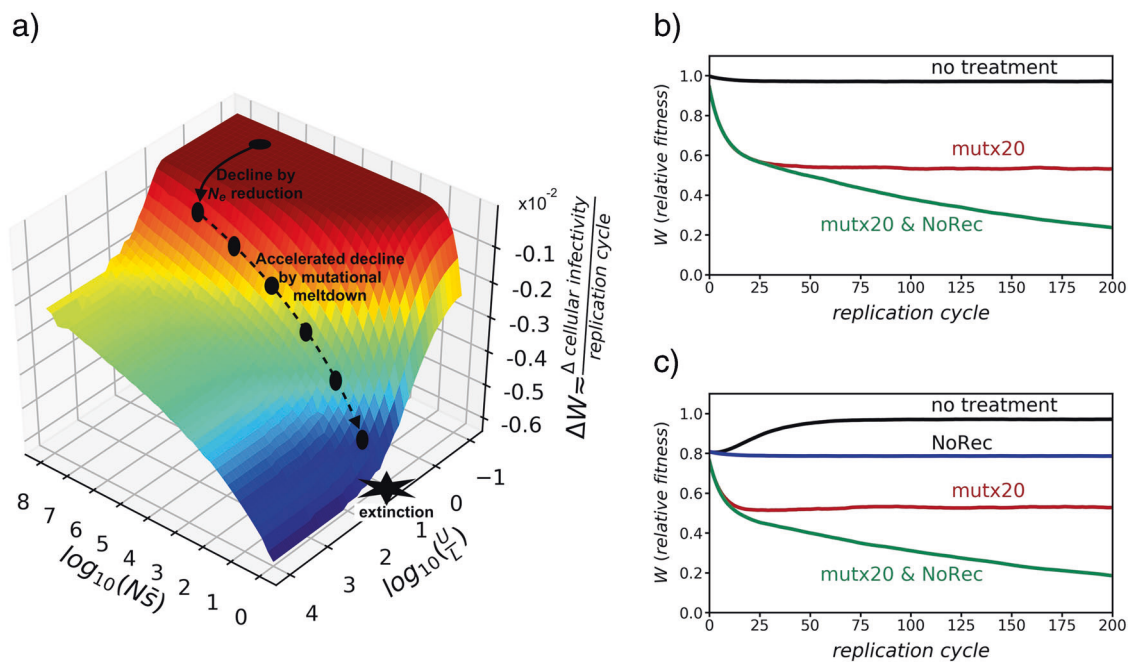 a)
Decline by
Nₑ reduction
Accelerated decline
by mutational
meltdown
extinction
x10⁻²
-0.1
-0.2
-0.3
-0.4
-0.5
-0.6
ΔW≈ Δ cellular infectivity / replication cycle
8 7 6 5 4 3 2 1 0
log₁₀(Ns̄)
4 3 2 1 0 −1
log₁₀(U/L)
b)
W (relative fitness)
1.0
0.8
0.6
0.4
0.2
0.0
no treatment
mutx20
mutx20 & NoRec
0 25 50 75 100 125 150 175 200
replication cycle
c)
W (relative fitness)
1.0
0.8
0.6
0.4
0.2
0.0
no treatment
NoRec
mutx20
mutx20 & NoRec
0 25 50 75 100 125 150 175 200
replication cycle